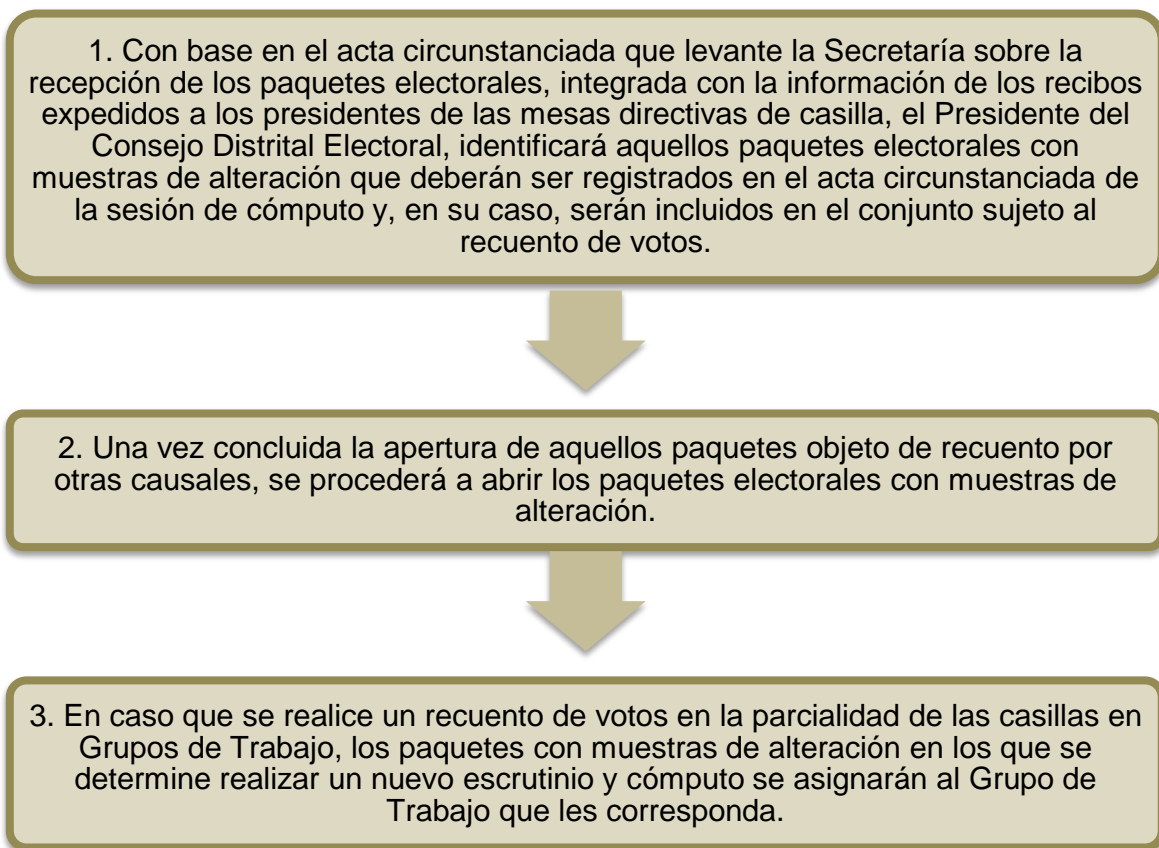 1. Con base en el acta circunstanciada que levante la Secretaría sobre la
recepción de los paquetes electorales, integrada con la información de los recibos
expedidos a los presidentes de las mesas directivas de casilla, el Presidente del
Consejo Distrital Electoral, identificará aquellos paquetes electorales con
muestras de alteración que deberán ser registrados en el acta circunstanciada de
la sesión de cómputo y, en su caso, serán incluidos en el conjunto sujeto al
recuento de votos.
2. Una vez concluida la apertura de aquellos paquetes objeto de recuento por
otras causales, se procederá a abrir los paquetes electorales con muestras de
alteración.
3. En caso que se realice un recuento de votos en la parcialidad de las casillas en
Grupos de Trabajo, los paquetes con muestras de alteración en los que se
determine realizar un nuevo escrutinio y cómputo se asignarán al Grupo de
Trabajo que les corresponda.